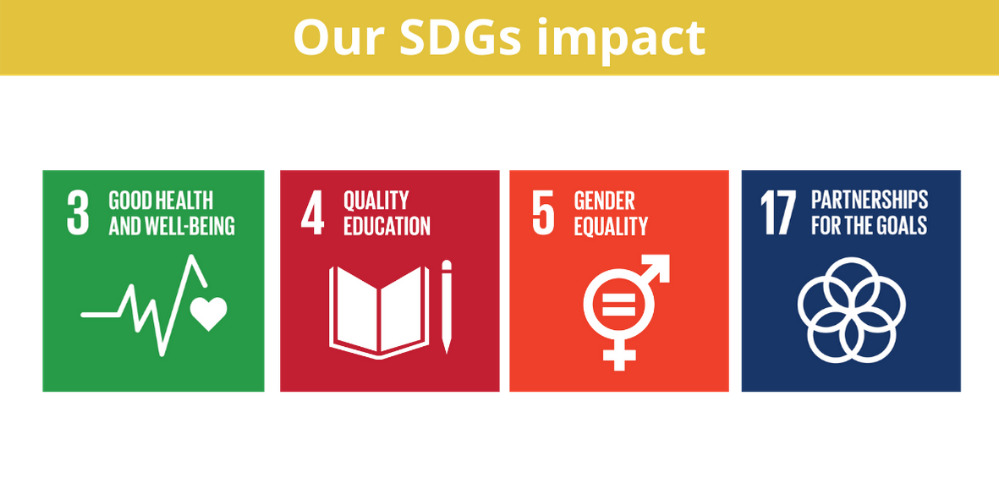 Our SDGs impact
3 GOOD HEALTH
AND WELL-BEING
4 QUALITY
EDUCATION
5 GENDER
EQUALITY
17 PARTNERSHIPS
FOR THE GOALS